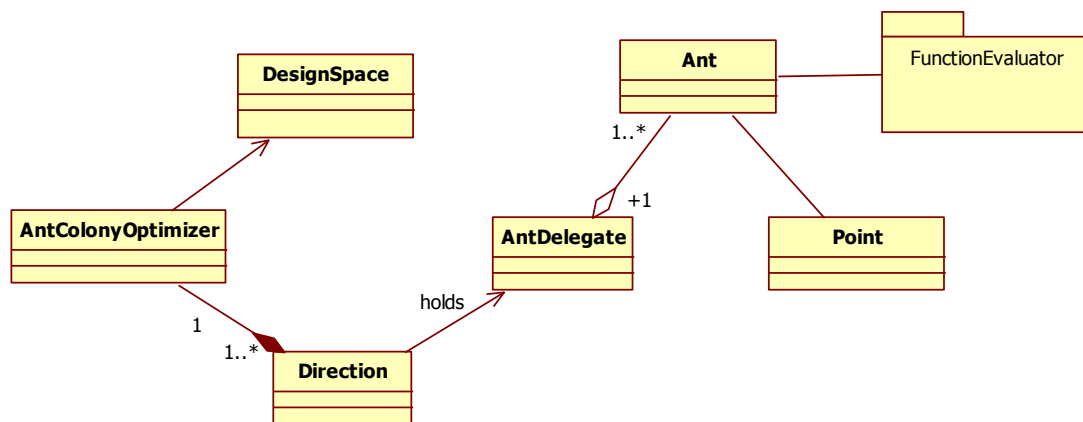 Ant
FunctionEvaluator
DesignSpace
1..*
+1
AntColonyOptimizer
AntDelegate
Point
holds
1
1..*
Direction